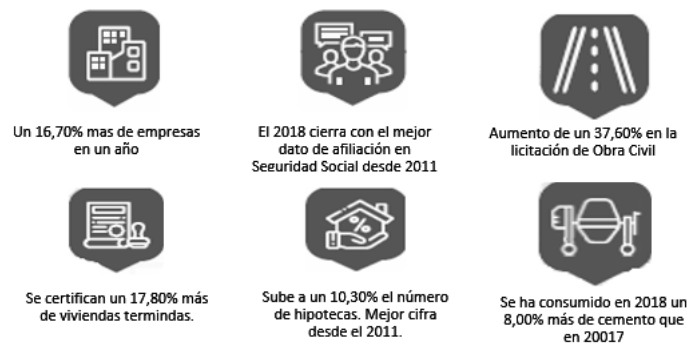 Un 16,70% mas de empresas
en un año
El 2018 cierra con el mejor
dato de afiliación en
Seguridad Social desde 2011
Aumento de un 37,60% en la
licitación de Obra Civil
Se certifican un 17,80% más
de viviendas termindas.
Sube a un 10,30% el número
de hipotecas. Mejor cifra
desde el 2011.
Se ha consumido en 2018 un
8,00% más de cemento que
en 20017